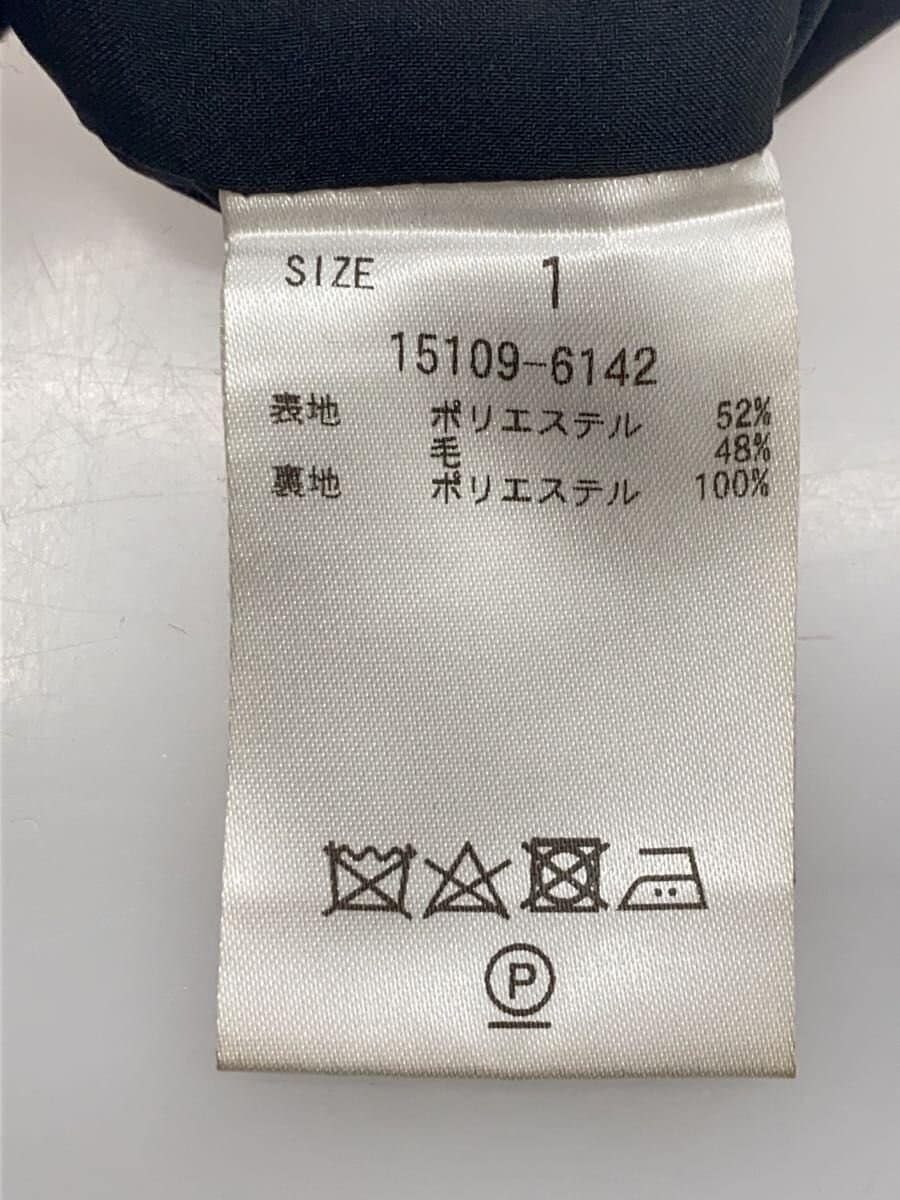 SIZE 1
15109-6142
表地 ポリエステル 52%
毛 48%
裏地 ポリエステル 100%
P